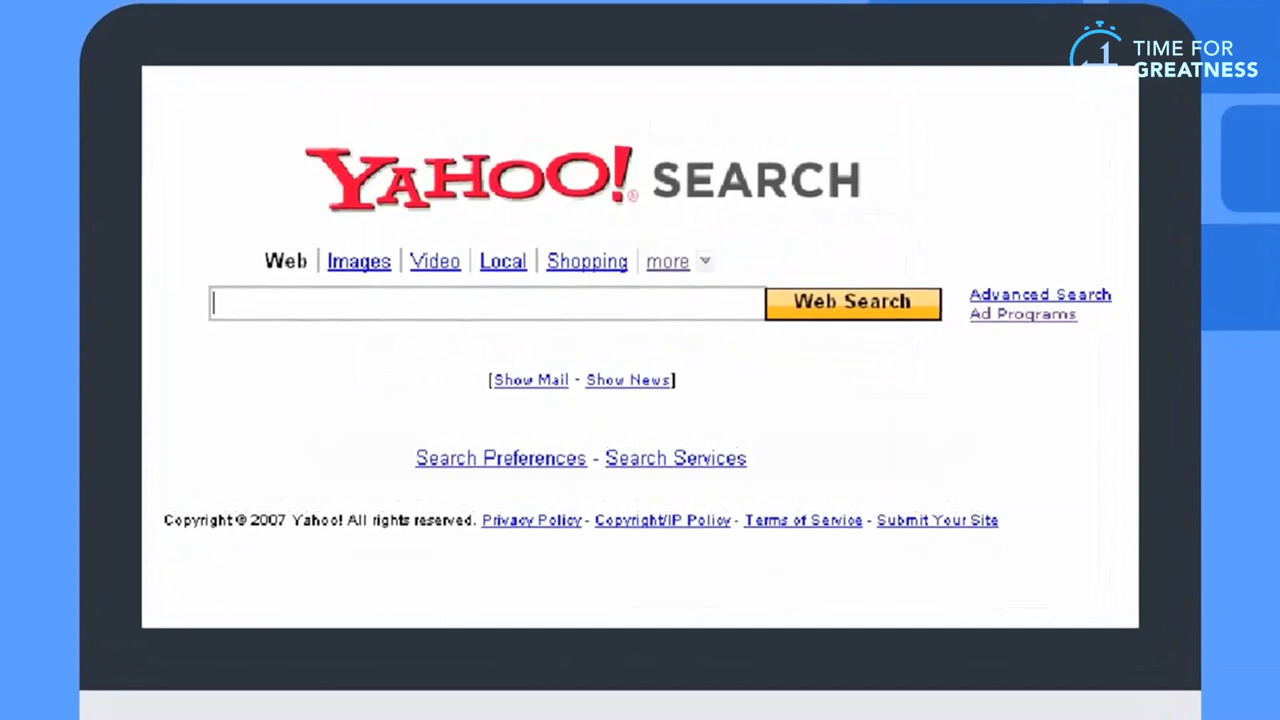 TIME FOR
GREATNESS
YAHOO!® SEARCH
Web | Images | Video | Local | Shopping | more
Web Search
Advanced Search
Ad Programs
[Show Mail - Show News]
Search Preferences - Search Services
Copyright © 2007 Yahoo! All rights reserved. Privacy Policy - Copyright/IP Policy - Terms of Service - Submit Your Site